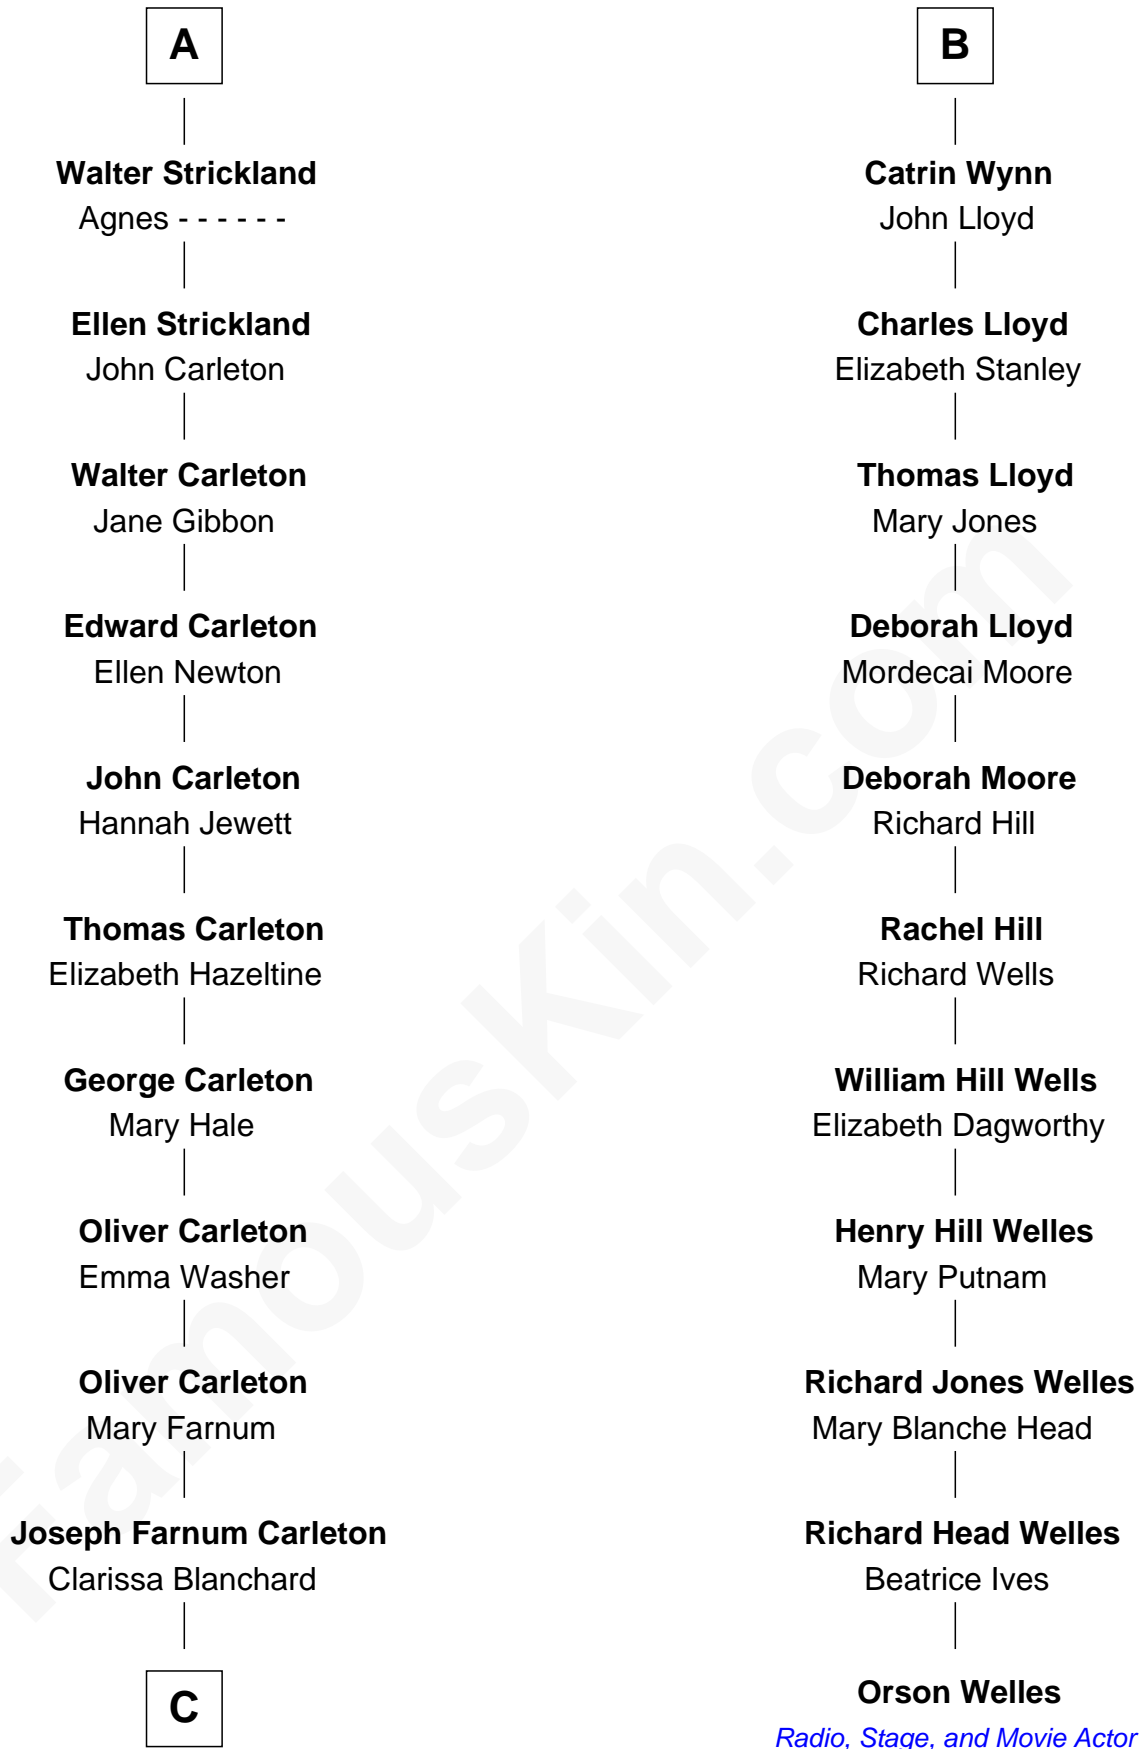 A
Walter Strickland
Agnes - - - - - -
Ellen Strickland
John Carleton
Walter Carleton
Jane Gibbon
Edward Carleton
Ellen Newton
John Carleton
Hannah Jewett
Thomas Carleton
Elizabeth Hazeltine
George Carleton
Mary Hale
Oliver Carleton
Emma Washer
Oliver Carleton
Mary Farnum
Joseph Farnum Carleton
Clarissa Blanchard
C
B
Catrin Wynn
John Lloyd
Charles Lloyd
Elizabeth Stanley
Thomas Lloyd
Mary Jones
Deborah Lloyd
Mordecai Moore
Deborah Moore
Richard Hill
Rachel Hill
Richard Wells
William Hill Wells
Elizabeth Dagworthy
Henry Hill Welles
Mary Putnam
Richard Jones Welles
Mary Blanche Head
Richard Head Welles
Beatrice Ives
Orson Welles
Radio, Stage, and Movie Actor
FamousKin.com